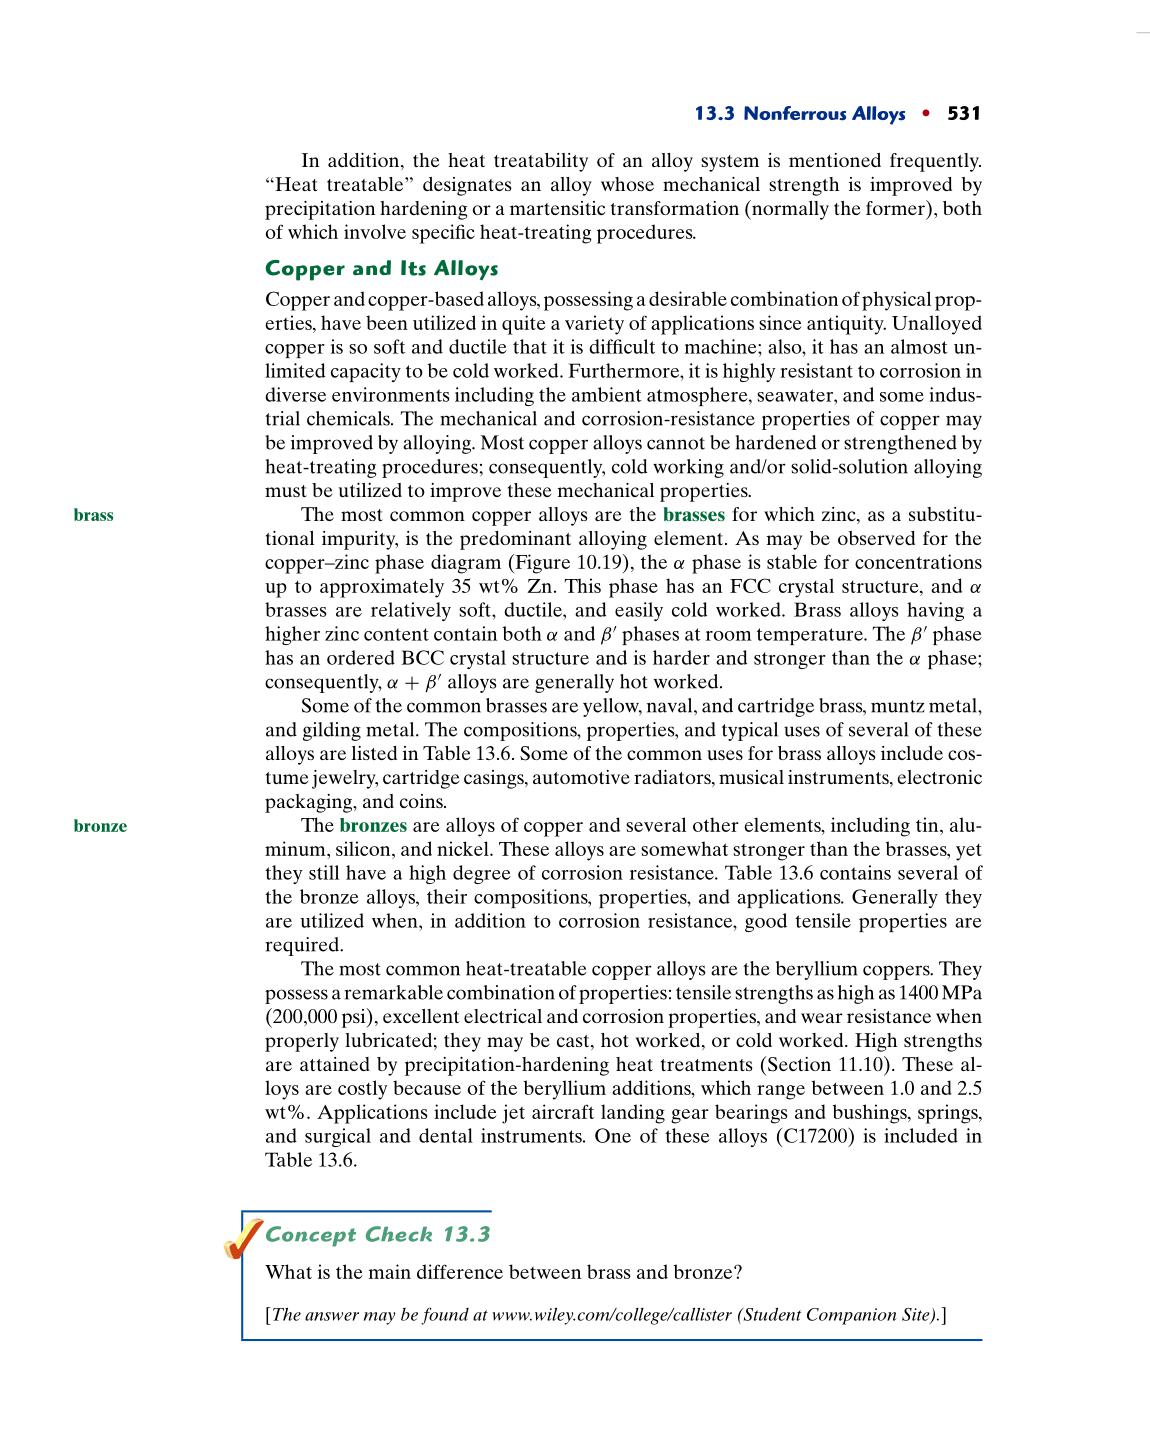 13.3 Nonferrous Alloys • 531
In addition, the heat treatability of an alloy system is mentioned frequently.
“Heat treatable” designates an alloy whose mechanical strength is improved by
precipitation hardening or a martensitic transformation (normally the former), both
of which involve specific heat-treating procedures.
Copper and Its Alloys
Copper and copper-based alloys, possessing a desirable combination of physical prop-
erties, have been utilized in quite a variety of applications since antiquity. Unalloyed
copper is so soft and ductile that it is difficult to machine; also, it has an almost un-
limited capacity to be cold worked. Furthermore, it is highly resistant to corrosion in
diverse environments including the ambient atmosphere, seawater, and some indus-
trial chemicals. The mechanical and corrosion-resistance properties of copper may
be improved by alloying. Most copper alloys cannot be hardened or strengthened by
heat-treating procedures; consequently, cold working and/or solid-solution alloying
must be utilized to improve these mechanical properties.
brass
The most common copper alloys are the brasses for which zinc, as a substitu-
tional impurity, is the predominant alloying element. As may be observed for the
copper–zinc phase diagram (Figure 10.19), the α phase is stable for concentrations
up to approximately 35 wt% Zn. This phase has an FCC crystal structure, and α
brasses are relatively soft, ductile, and easily cold worked. Brass alloys having a
higher zinc content contain both α and β′ phases at room temperature. The β′ phase
has an ordered BCC crystal structure and is harder and stronger than the α phase;
consequently, α + β′ alloys are generally hot worked.
Some of the common brasses are yellow, naval, and cartridge brass, muntz metal,
and gilding metal. The compositions, properties, and typical uses of several of these
alloys are listed in Table 13.6. Some of the common uses for brass alloys include cos-
tume jewelry, cartridge casings, automotive radiators, musical instruments, electronic
packaging, and coins.
bronze
The bronzes are alloys of copper and several other elements, including tin, alu-
minum, silicon, and nickel. These alloys are somewhat stronger than the brasses, yet
they still have a high degree of corrosion resistance. Table 13.6 contains several of
the bronze alloys, their compositions, properties, and applications. Generally they
are utilized when, in addition to corrosion resistance, good tensile properties are
required.
The most common heat-treatable copper alloys are the beryllium coppers. They
possess a remarkable combination of properties: tensile strengths as high as 1400 MPa
(200,000 psi), excellent electrical and corrosion properties, and wear resistance when
properly lubricated; they may be cast, hot worked, or cold worked. High strengths
are attained by precipitation-hardening heat treatments (Section 11.10). These al-
loys are costly because of the beryllium additions, which range between 1.0 and 2.5
wt%. Applications include jet aircraft landing gear bearings and bushings, springs,
and surgical and dental instruments. One of these alloys (C17200) is included in
Table 13.6.
Concept Check 13.3
What is the main difference between brass and bronze?
[The answer may be found at www.wiley.com/college/callister (Student Companion Site).]